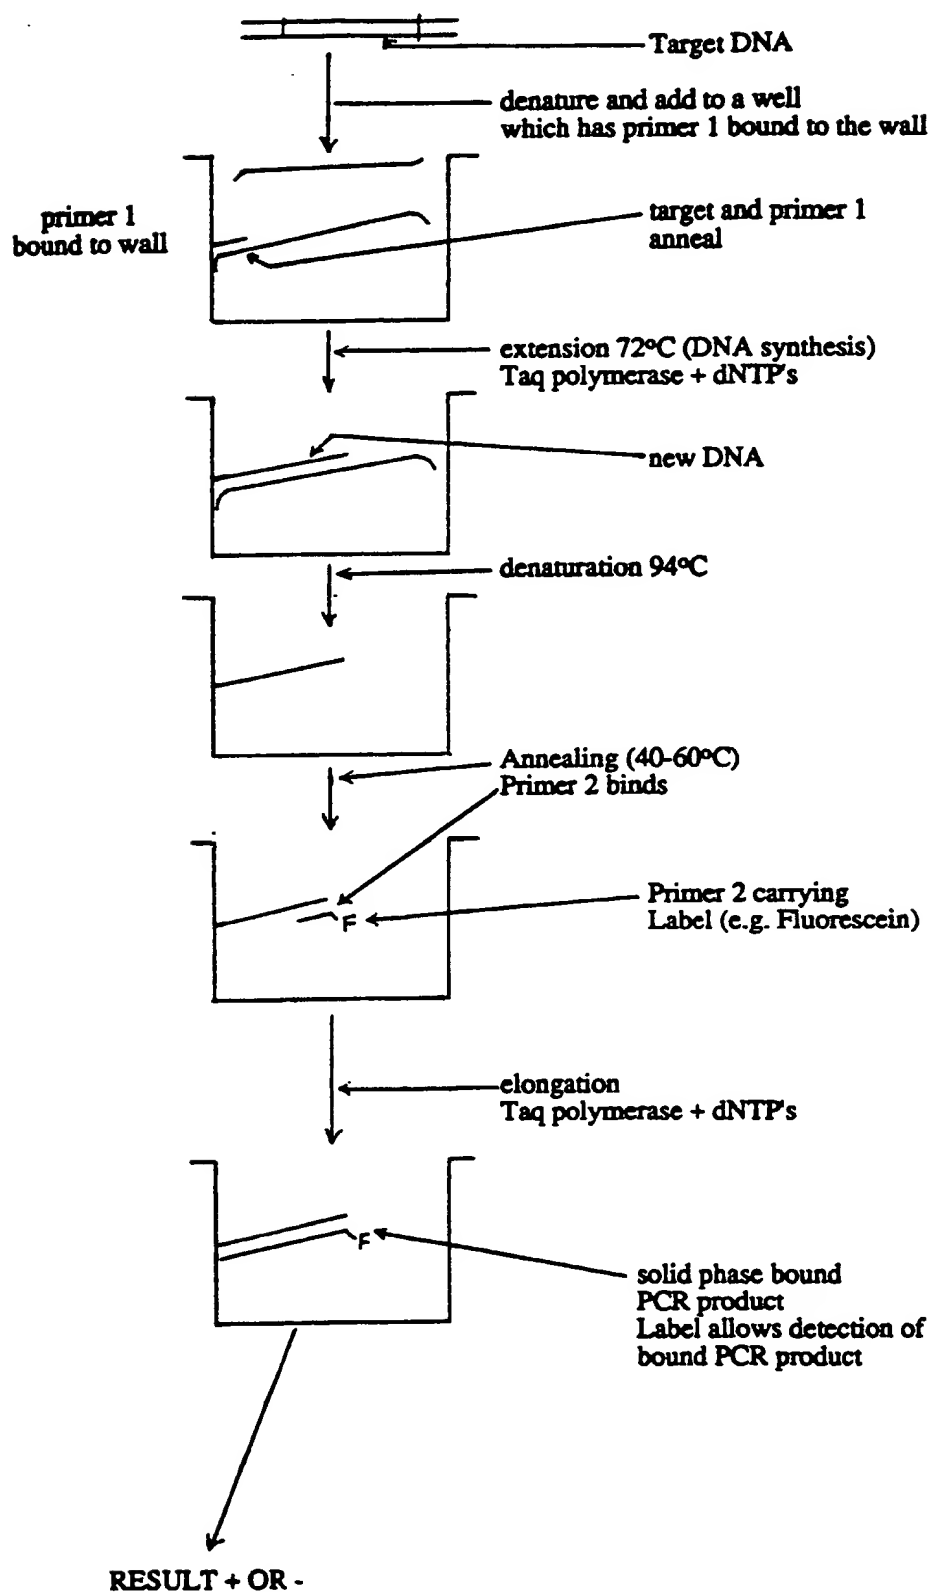 Target DNA
denature and add to a well
which has primer 1 bound to the wall
primer 1
bound to wall
target and primer 1
anneal
extension 72ºC (DNA synthesis)
Taq polymerase + dNTP's
new DNA
denaturation 94ºC
Annealing (40-60ºC)
Primer 2 binds
Primer 2 carrying
Label (e.g. Fluorescein)
F
elongation
Taq polymerase + dNTP's
F
solid phase bound
PCR product
Label allows detection of
bound PCR product
RESULT + OR -